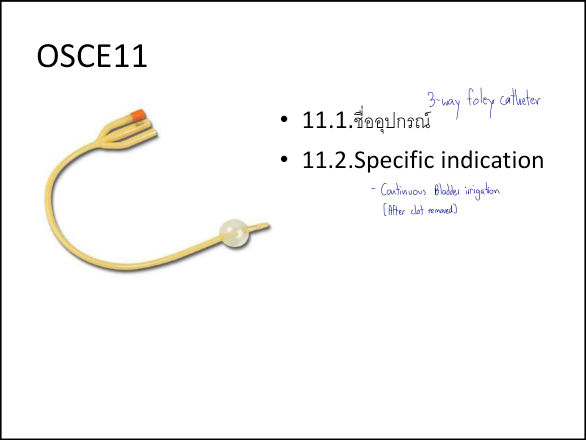 OSCE11
3-way foley catheter
• 11.1.ชื่ออุปกรณ์
• 11.2.Specific indication
- Continuous Bladder irrigation
[After clot removed]